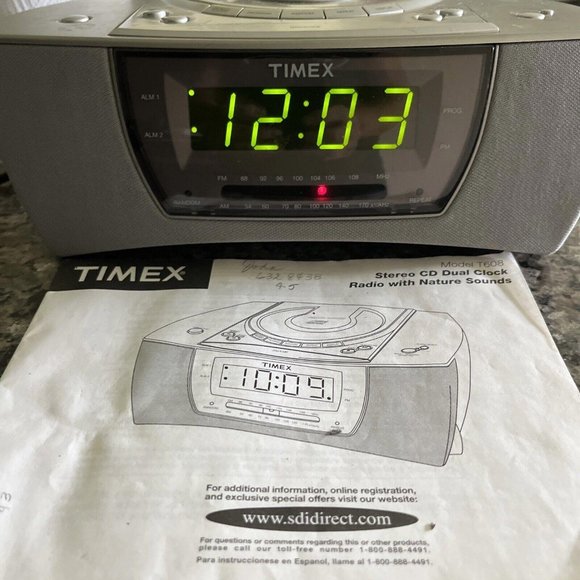 TIMEX
ALM 1
ALM 2
12:03
PROG
PM
FM 88 92 96 100 104 106 108 MHz
RANDOM
REPEAT
AM 54 60 70 80 100 120 140 170
TIMEX
Model T608
Stereo CD Dual Clock
Radio with Nature Sounds
632 8438
TIMEX
10:09
For additional information, online registration,
and exclusive special offers visit our website:
www.sdidirect.com
For questions or comments regarding this or other products,
please call our toll-free number 1-800-888-4491.
Para instrucciones en Espanol, llame al 1-800-888-4491.